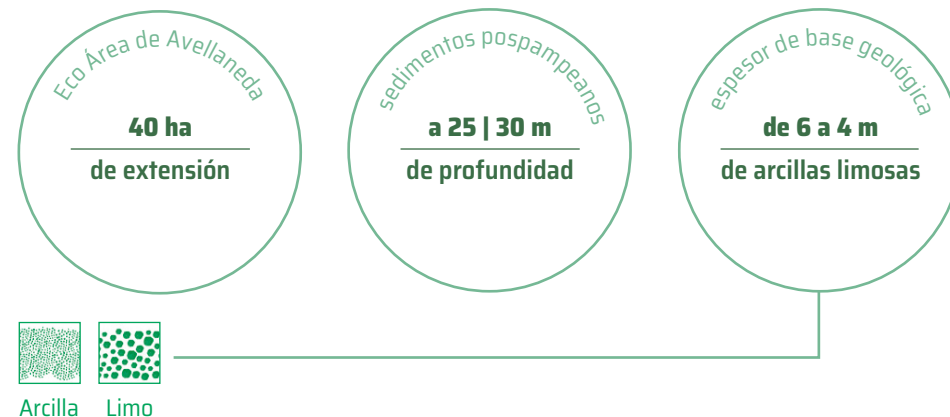 Eco Área de Avellaneda
40 ha
de extensión
sedimentos pospampeanos
a 25 | 30 m
de profundidad
espesor de base geológica
de 6 a 4 m
de arcillas limosas
Arcilla
Limo